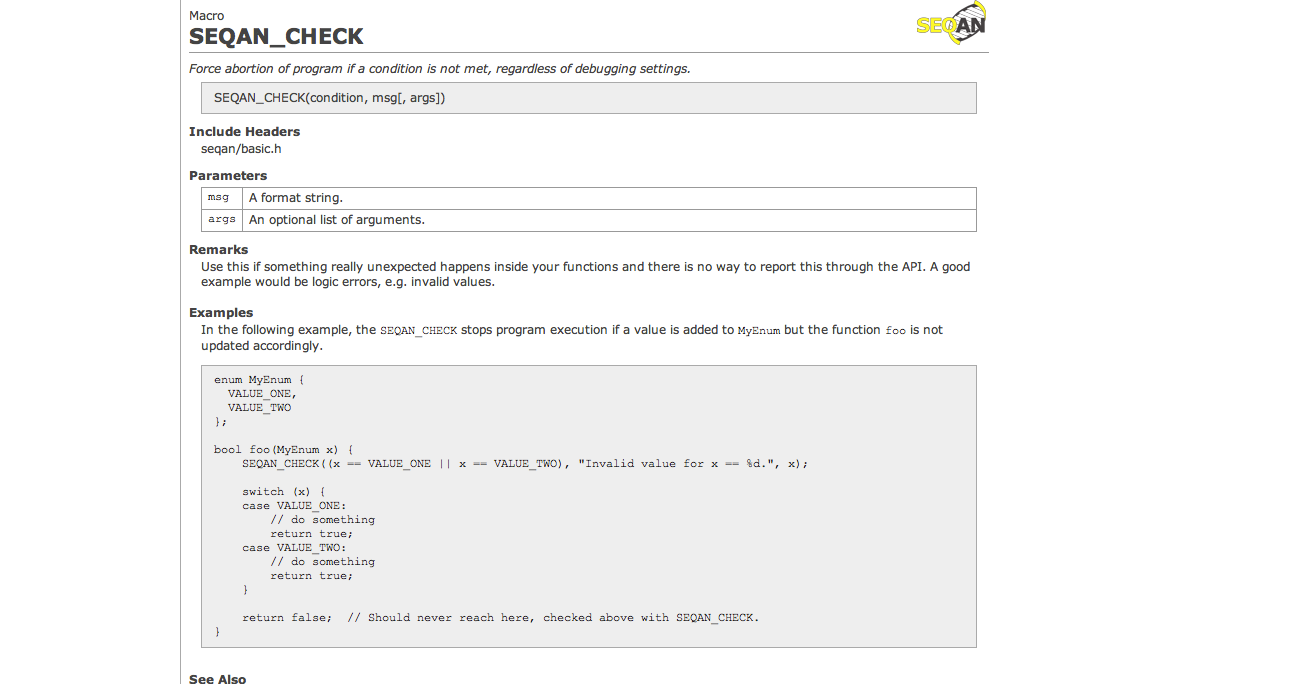 Macro
SEQAN
SEQAN_CHECK
Force abortion of program if a condition is not met, regardless of debugging settings.
SEQAN_CHECK(condition, msg[, args])
Include Headers
seqan/basic.h
Parameters
msg A format string.
args An optional list of arguments.
Remarks
Use this if something really unexpected happens inside your functions and there is no way to report this through the API. A good
example would be logic errors, e.g. invalid values.
Examples
In the following example, the SEQAN_CHECK stops program execution if a value is added to MyEnum but the function foo is not
updated accordingly.
enum MyEnum {
  VALUE_ONE,
  VALUE_TWO
};
bool foo(MyEnum x) {
    SEQAN_CHECK((x == VALUE_ONE || x == VALUE_TWO), "Invalid value for x == %d.", x);
    switch (x) {
    case VALUE_ONE:
        // do something
        return true;
    case VALUE_TWO:
        // do something
        return true;
    }
    return false;  // Should never reach here, checked above with SEQAN_CHECK.
}
See Also